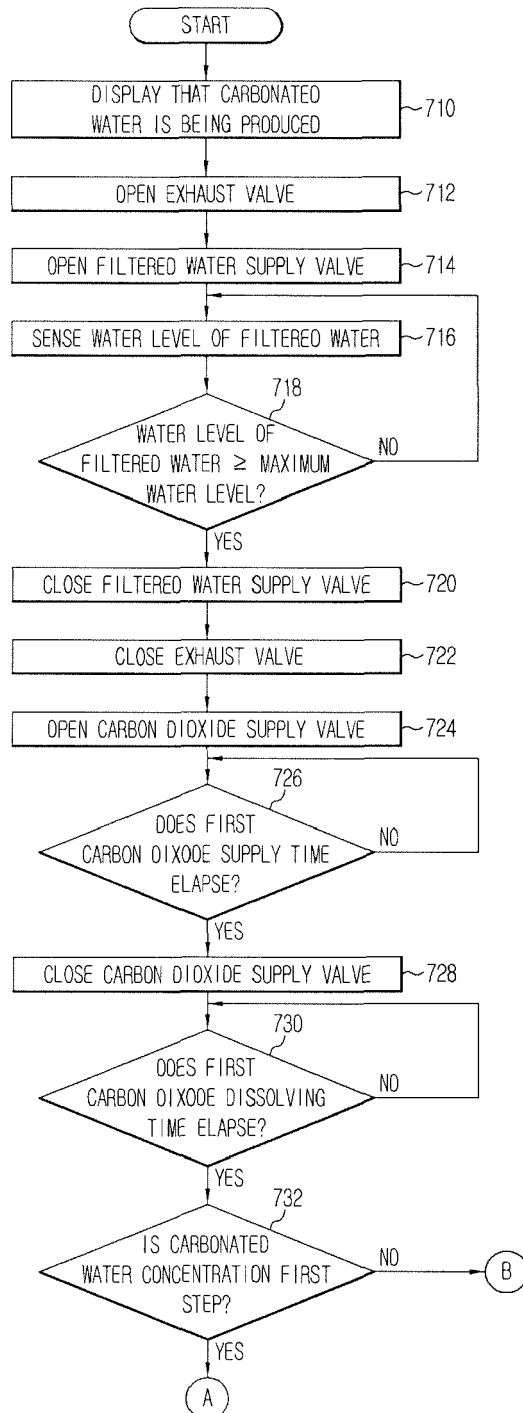 START
DISPLAY THAT CARBONATED
WATER IS BEING PRODUCED
710
OPEN EXHAUST VALVE
712
OPEN FILTERED WATER SUPPLY VALVE
714
SENSE WATER LEVEL OF FILTERED WATER
716
718
WATER LEVEL OF
FILTERED WATER ≥ MAXIMUM
WATER LEVEL?
NO
YES
CLOSE FILTERED WATER SUPPLY VALVE
720
CLOSE EXHAUST VALVE
722
OPEN CARBON DIOXIDE SUPPLY VALVE
724
726
DOES FIRST
CARBON DIXODE SUPPLY TIME
ELAPSE?
NO
YES
CLOSE CARBON DIOXIDE SUPPLY VALVE
728
730
DOES FIRST
CARBON OIXODE DISSOLVING
TIME ELAPSE?
NO
YES
732
IS CARBONATED
WATER CONCENTRATION FIRST
STEP?
NO
B
YES
A